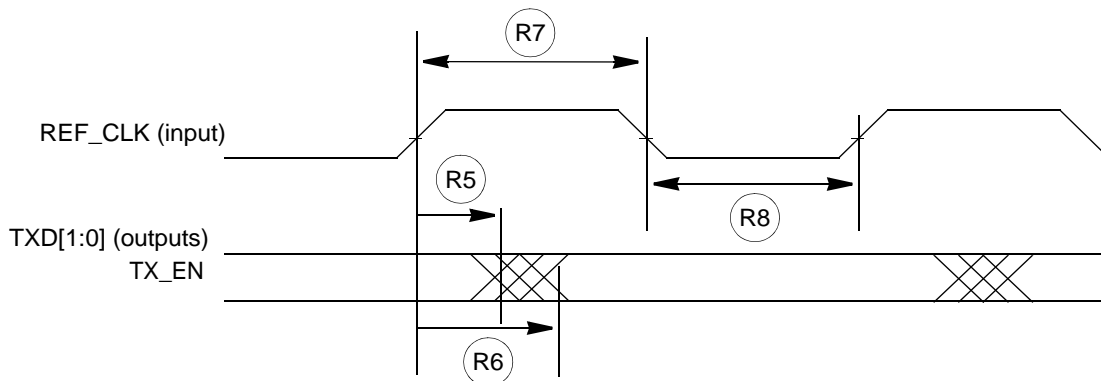 R7
REF_CLK (input)
R5
R8
TXD[1:0] (outputs)
TX_EN
R6